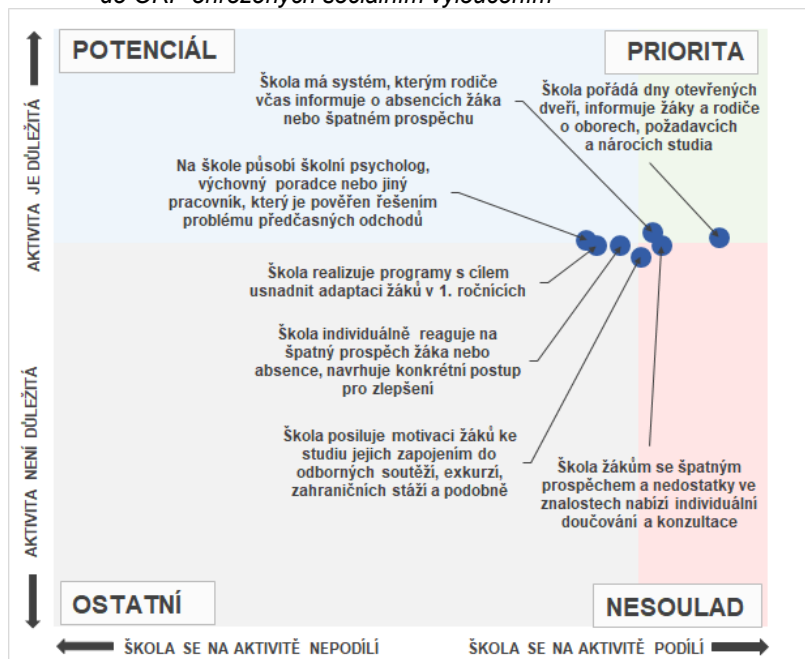 do ORP ohrožených sociálním vyloučením
POTENCIÁL
PRIORITA
Škola má systém, kterým rodiče
včas informuje o absencích žáka
nebo špatném prospěchu
Škola pořádá dny otevřených
dveří, informuje žáky a rodiče
o oborech, požadavcích
a nárocích studia
Na škole působí školní psycholog,
výchovný poradce nebo jiný
pracovník, který je pověřen řešením
problému předčasných odchodů
Škola realizuje programy s cílem
usnadnit adaptaci žáků v 1. ročnících
Škola individuálně reaguje na
špatný prospěch žáka nebo
absence, navrhuje konkrétní postup
pro zlepšení
Škola posiluje motivaci žáků ke
studiu jejich zapojením do
odborných soutěží, exkurzí,
zahraničních stáží a podobně
Škola žákům se špatným
prospěchem a nedostatky ve
znalostech nabízí individuální
doučování a konzultace
OSTATNÍ
NESOULAD
AKTIVITA JE DŮLEŽITÁ
AKTIVITA NENÍ DŮLEŽITÁ
ŠKOLA SE NA AKTIVITĚ NEPODÍLÍ
ŠKOLA SE NA AKTIVITĚ PODÍLÍ